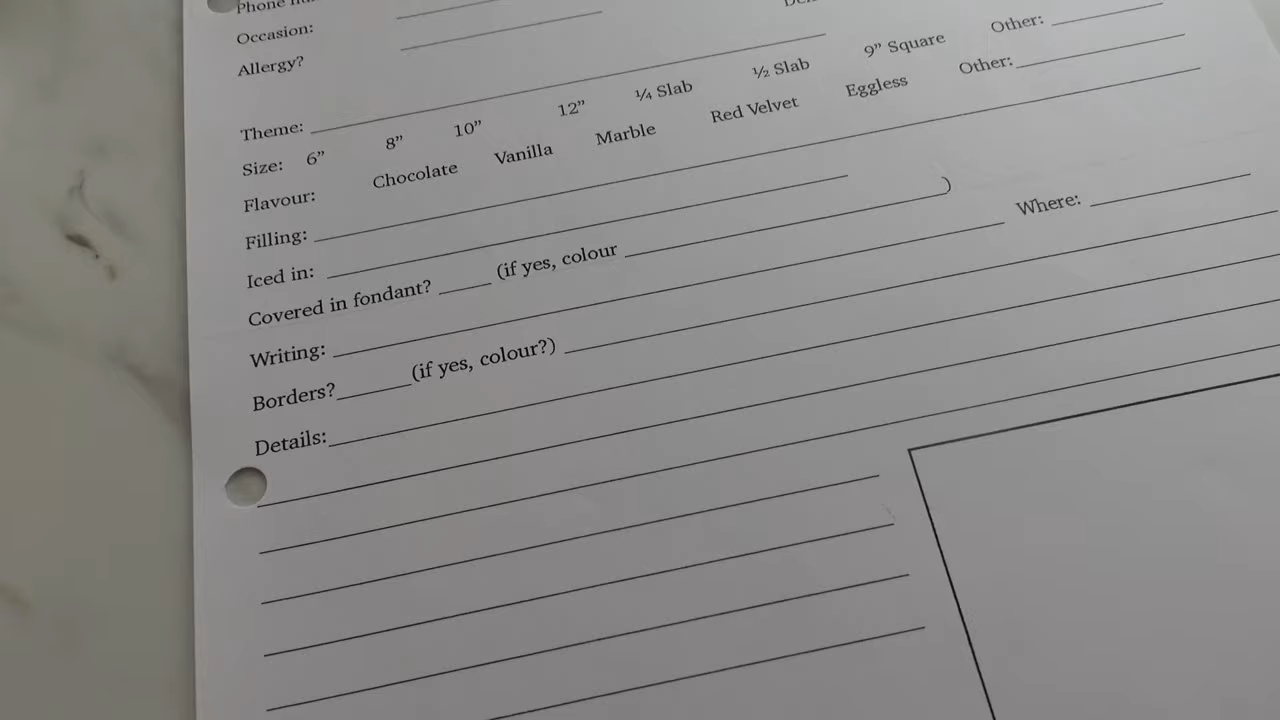 Phone
Occasion:
Allergy?
Theme:
Size: 6” 8” 10” 12” ¼ Slab ½ Slab 9” Square Other:
Flavour: Chocolate Vanilla Marble Red Velvet Eggless Other:
Filling:
Iced in:
Covered in fondant? (if yes, colour )
Writing: Where:
Borders? (if yes, colour?)
Details: